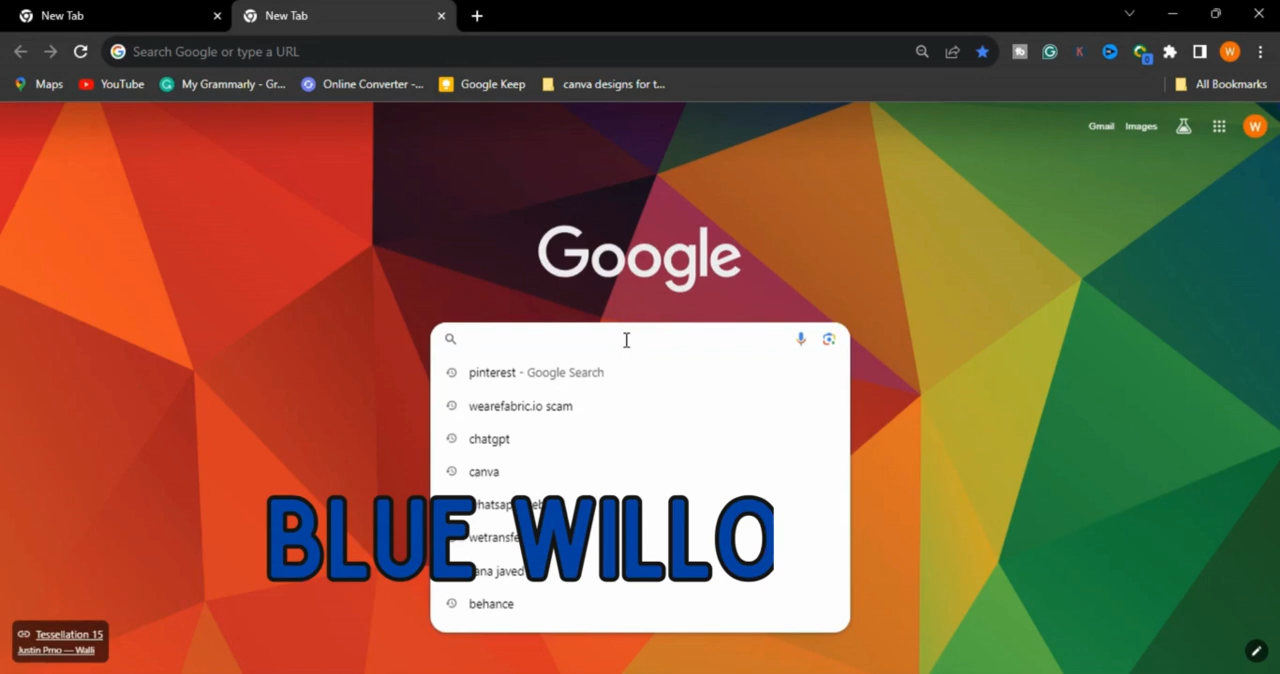 New Tab
New Tab
Search Google or type a URL
Maps
YouTube
My Grammarly - Gr...
Online Converter -...
Google Keep
canva designs for t...
All Bookmarks
Gmail
Images
W
Google
pinterest - Google Search
wearefabric.io scam
chatgpt
canva
BLUE WILLO
behance
Tessellation 15
Justin Prno — Walli